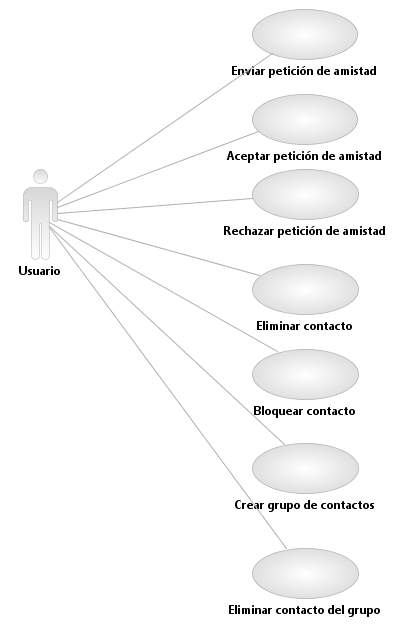 Enviar petición de amistad
Aceptar petición de amistad
Rechazar petición de amistad
Usuario
Eliminar contacto
Bloquear contacto
Crear grupo de contactos
Eliminar contacto del grupo